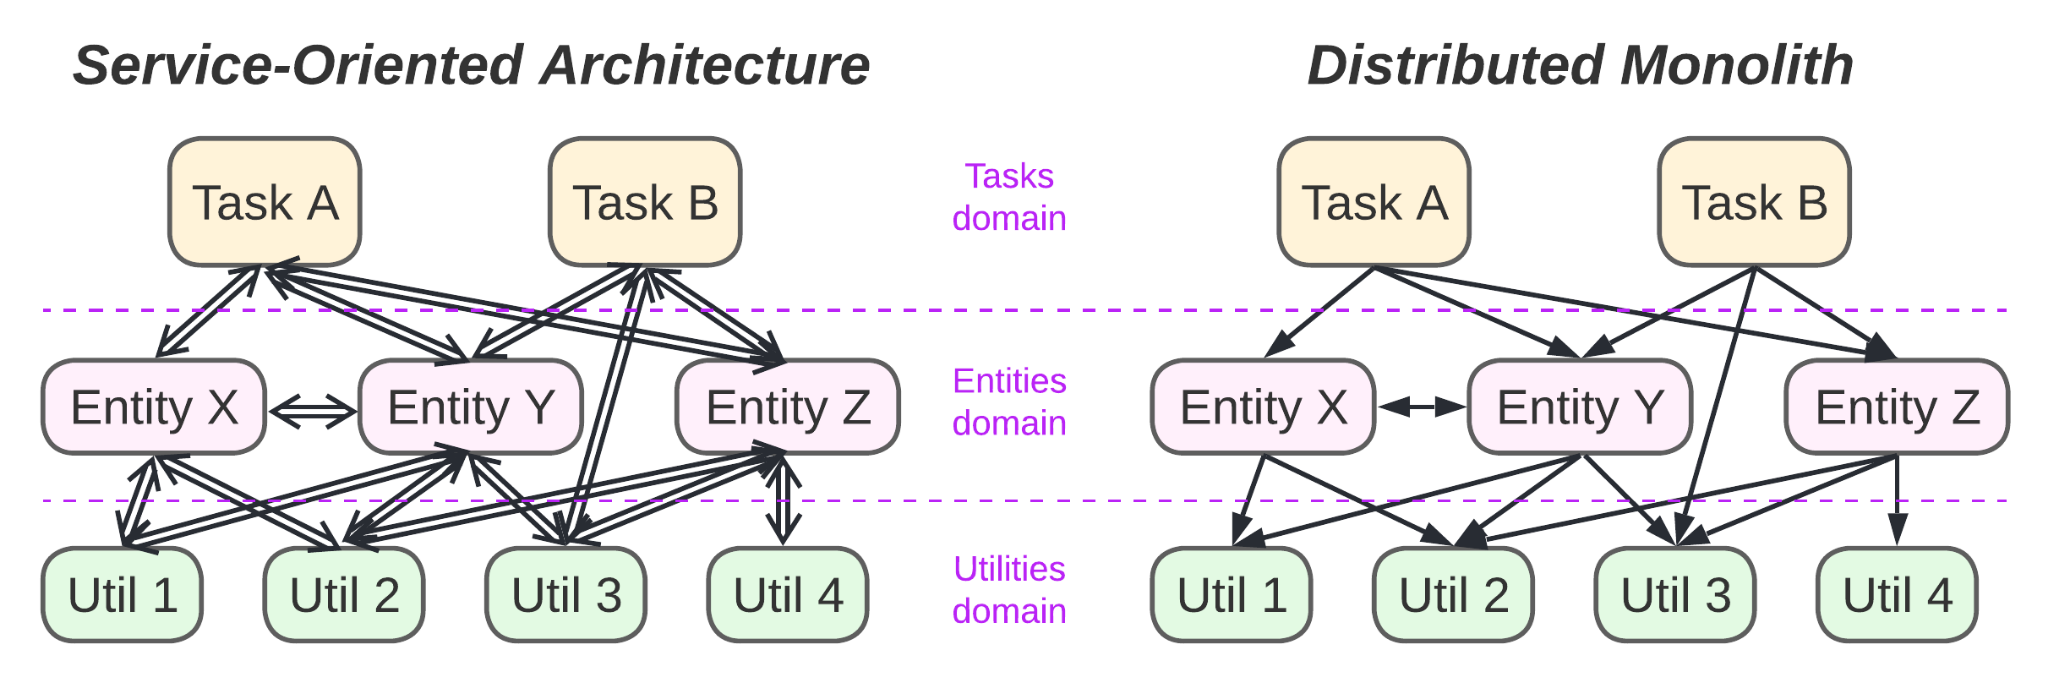 Service-Oriented Architecture
Distributed Monolith
Task A
Task B
Tasks
domain
Task A
Task B
Entity X
Entity Y
Entity Z
Entities
domain
Entity X
Entity Y
Entity Z
Util 1
Util 2
Util 3
Util 4
Utilities
domain
Util 1
Util 2
Util 3
Util 4